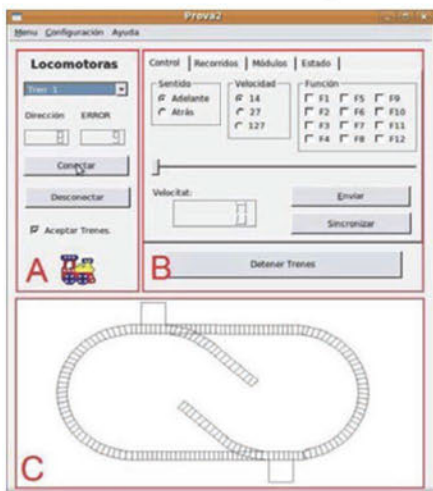 Prova2
Menu Configuración Ayuda
Locomotoras
Tren 1
Dirección ERROR
Conectar
Desconectar
Aceptar Trenes.
A
Control Recorridos Módulos Estado
Sentido Velocidad Función
Adelante 14 F1 F5 F9
Atrás 27 F2 F6 F10
127 F3 F7 F11
F4 F8 F12
Velocitat:
Enviar
Sincronizar
B
Detener Trenes
C